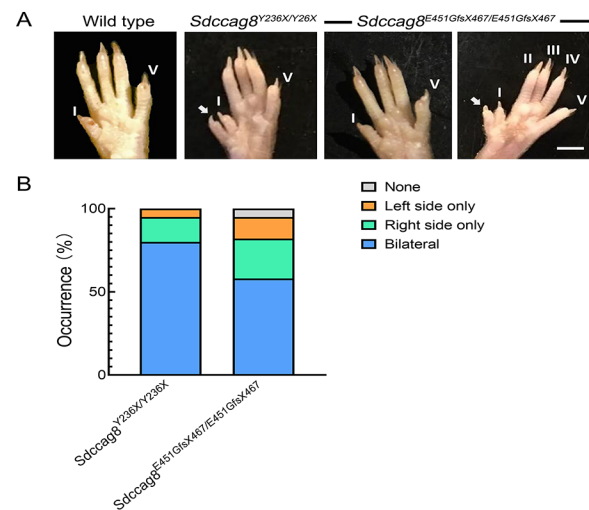 A
Wild type
Sdccag8Y236X/Y26X
Sdccag8E451GfsX467/E451GfsX467
I
V
I
V
I
V
I
II
III
IV
V
B
None
Left side only
Right side only
Bilateral
Occurrence (%)
100
50
0
Sdccag8Y236X/Y236X
Sdccag8E451GfsX467/E451GfsX467